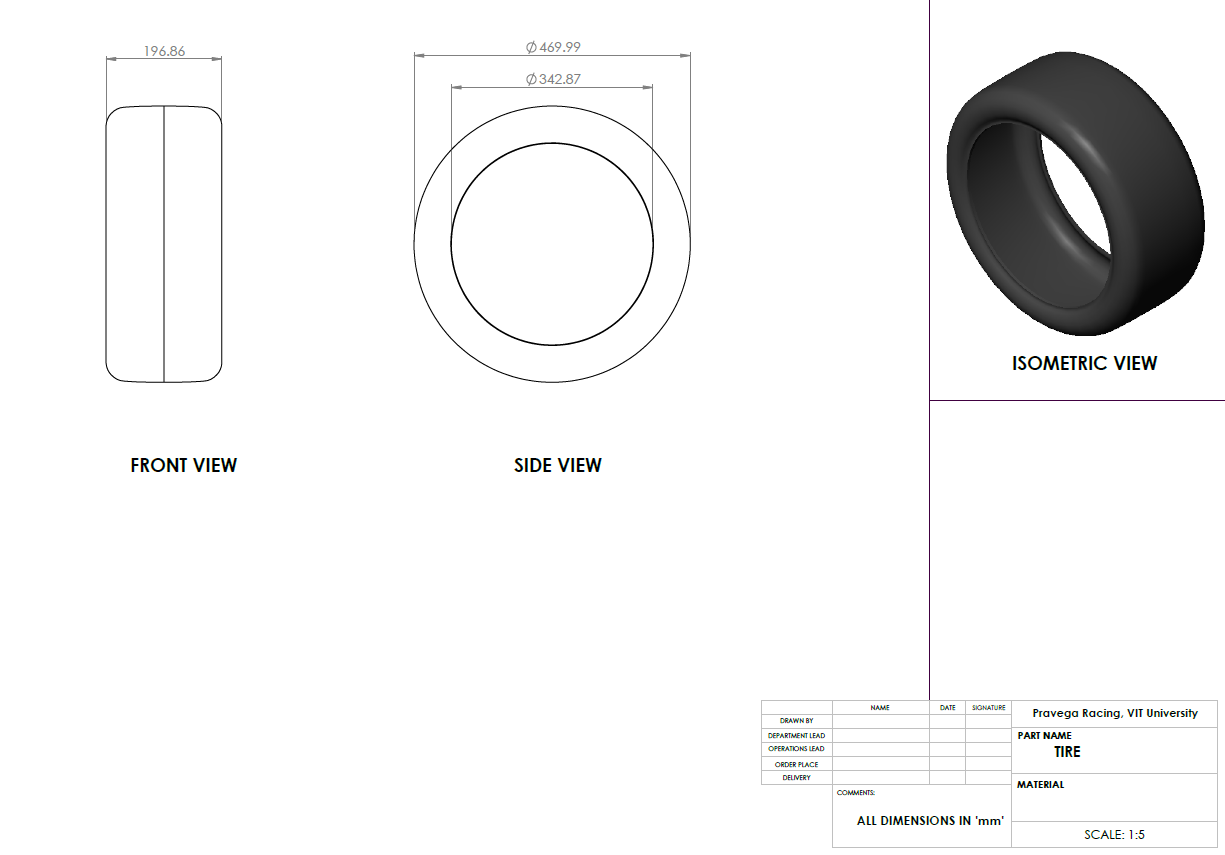 196.86
∅469.99
∅342.87
FRONT VIEW
SIDE VIEW
ISOMETRIC VIEW
NAME
DATE
SIGNATURE
DRAWN BY
DEPARTMENT LEAD
OPERATIONS LEAD
ORDER PLACE
DELIVERY
COMMENTS:
ALL DIMENSIONS IN 'mm'
Pravega Racing, VIT University
PART NAME
TIRE
MATERIAL
SCALE: 1:5